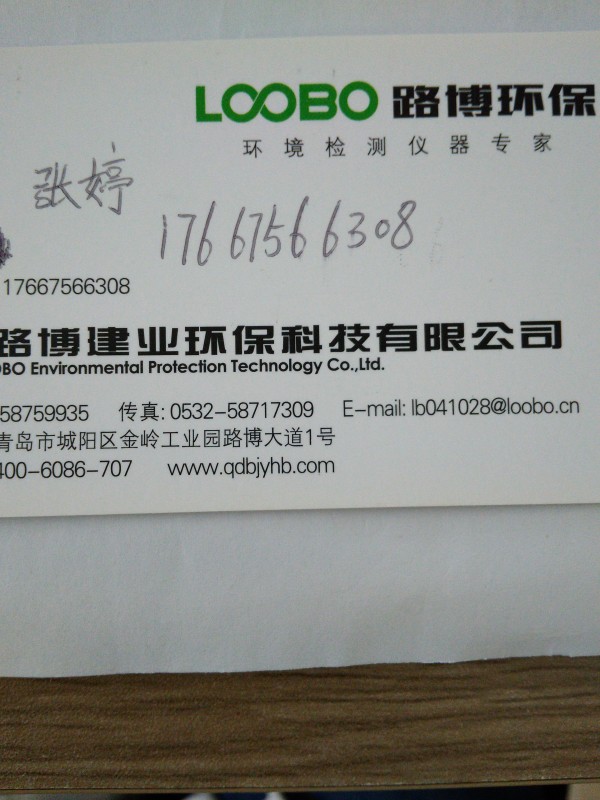 LOOBO 路博环保
环境检测仪器专家
张婷
17667566308
17667566308
路博建业环保科技有限公司
OBO Environmental Protection Technology Co.,Ltd.
58759935 传真: 0532-58717309 E-mail: lb041028@loobo.cn
青岛市城阳区金岭工业园路博大道1号
400-6086-707 www.qdbjyhb.com